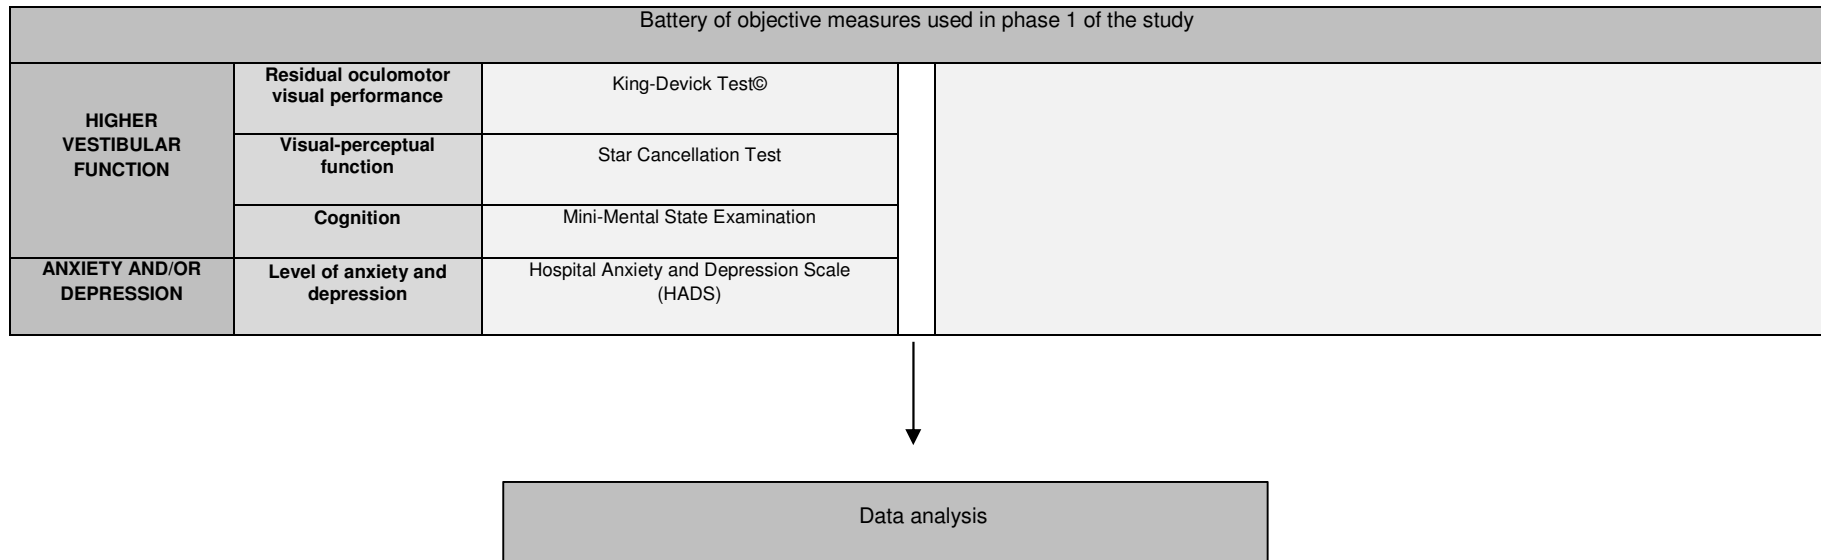 Battery of objective measures used in phase 1 of the study
HIGHER
VESTIBULAR
FUNCTION
Residual oculomotor
visual performance
King-Devick Test©
Visual-perceptual
function
Star Cancellation Test
Cognition
Mini-Mental State Examination
ANXIETY AND/OR
DEPRESSION
Level of anxiety and
depression
Hospital Anxiety and Depression Scale
(HADS)
Data analysis